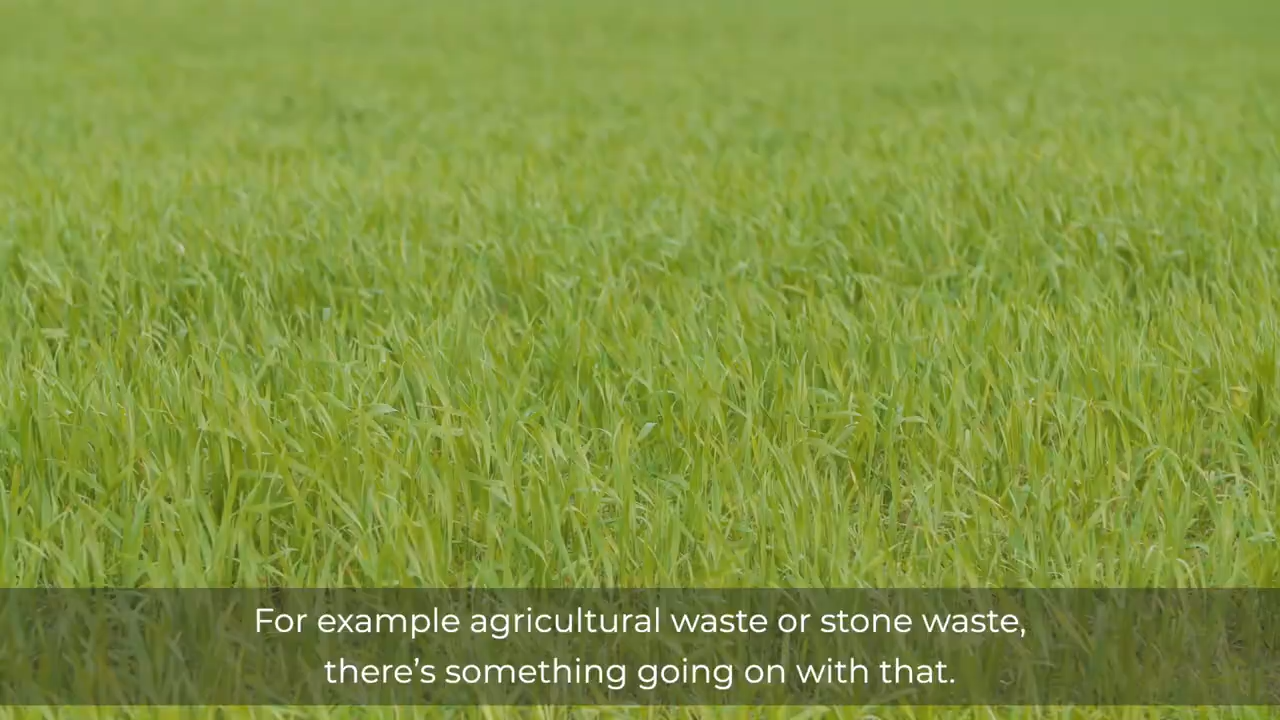 For example agricultural waste or stone waste,
there’s something going on with that.